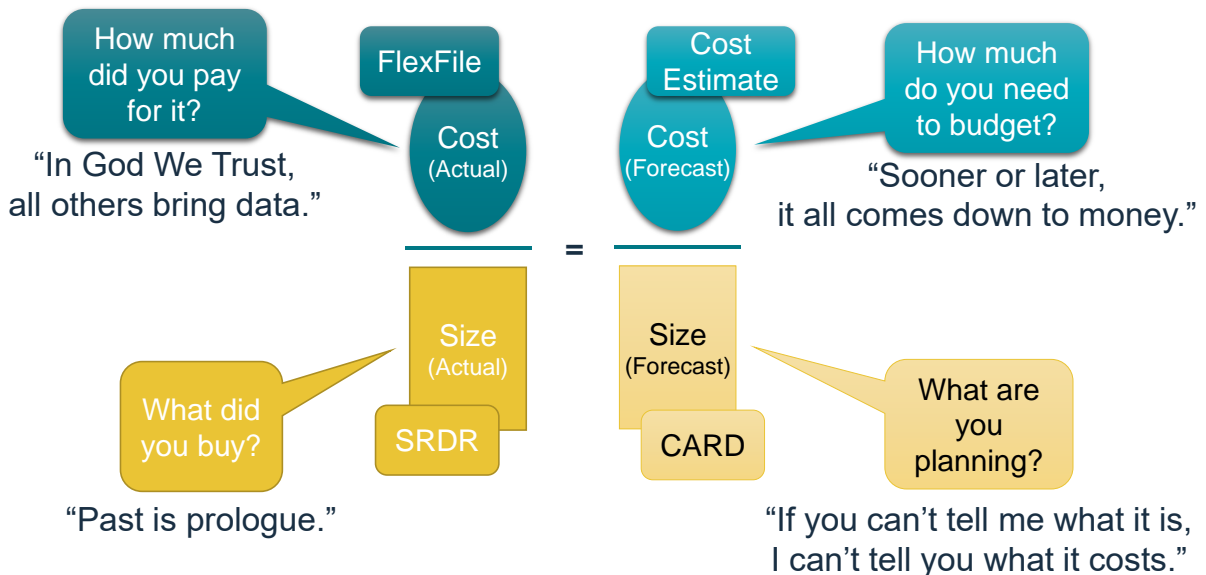 How much
did you pay
for it?
“In God We Trust,
all others bring data.”
FlexFile
Cost
(Actual)
=
Cost
Estimate
Cost
(Forecast)
How much
do you need
to budget?
“Sooner or later,
it all comes down to money.”
What did
you buy?
“Past is prologue.”
Size
(Actual)
SRDR
Size
(Forecast)
CARD
What are
you
planning?
“If you can’t tell me what it is,
I can’t tell you what it costs.”